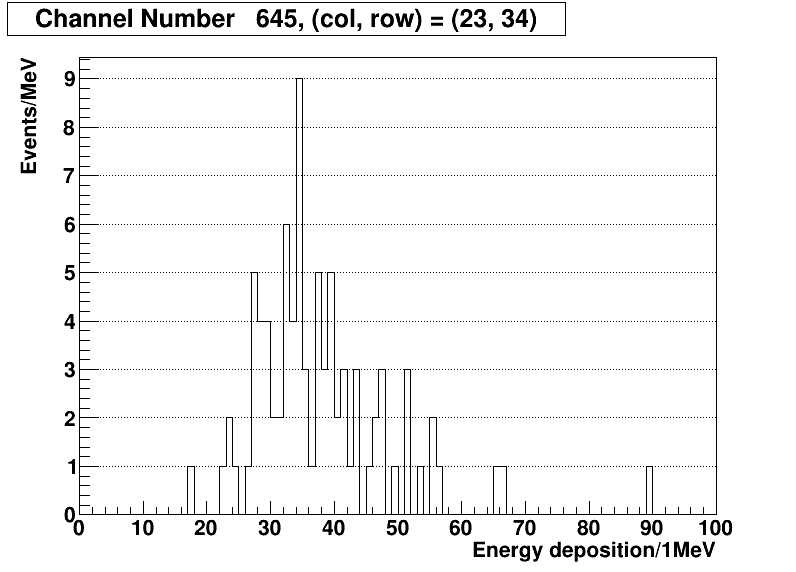 Channel Number 645, (col, row) = (23, 34)
Events/MeV
9
8
7
6
5
4
3
2
1
0
0 10 20 30 40 50 60 70 80 90 100
Energy deposition/1MeV